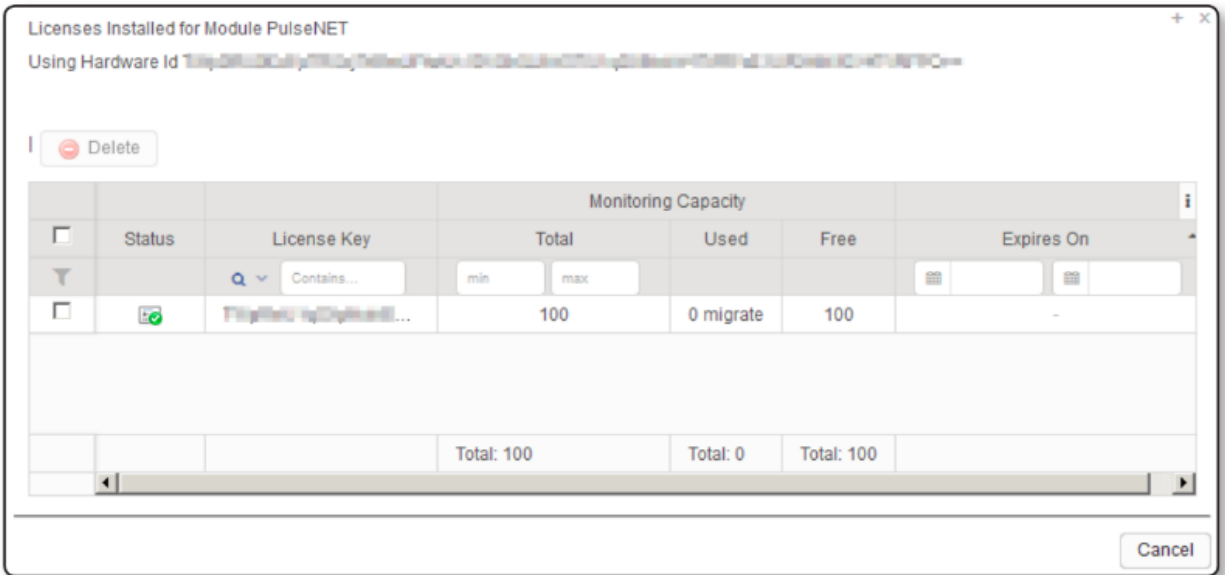 Licenses Installed for Module PulseNET
Using Hardware Id
Delete
Monitoring Capacity
Status License Key Total Used Free Expires On
Contains... min max
100 0 migrate 100 -
Total: 100 Total: 0 Total: 100
Cancel